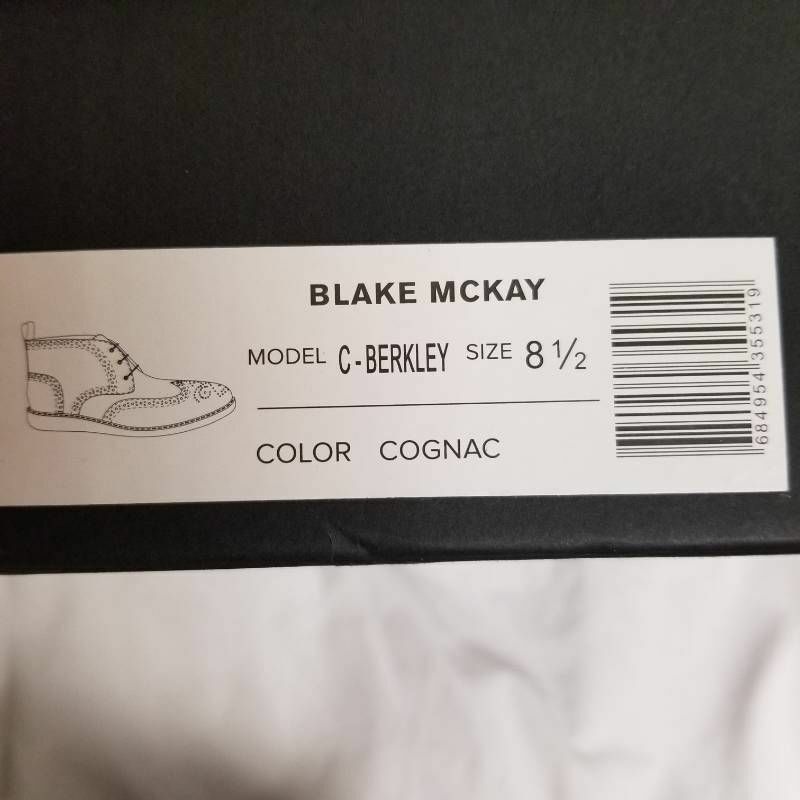 BLAKE MCKAY
MODEL C-BERKLEY SIZE 8 ½
COLOR COGNAC
684954355319